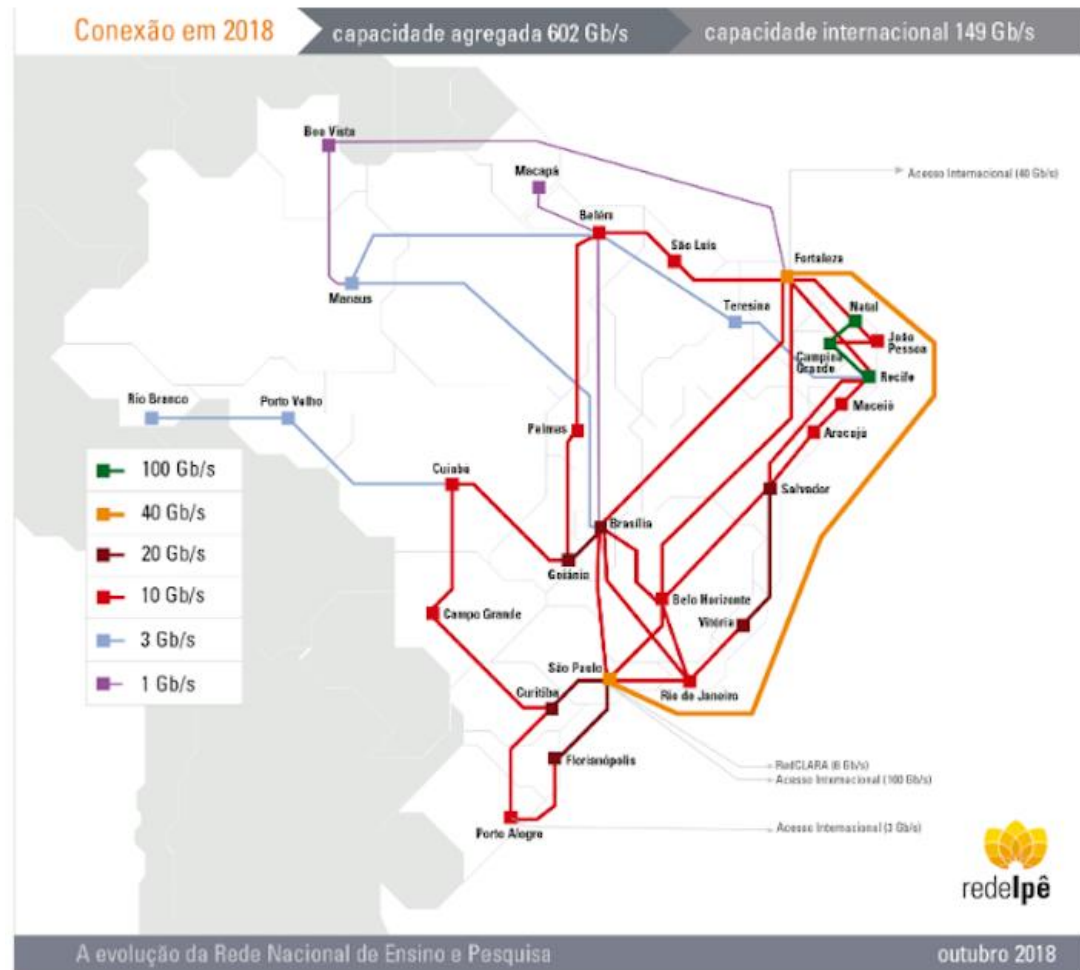 Conexão em 2018
capacidade agregada 602 Gb/s
capacidade internacional 149 Gb/s
Boa Vista
Macapá
Acesso Internacional (40 Gb/s)
Belém
São Luís
Fortaleza
Manaus
Teresina
Natal
João
Pessoa
Campina
Grande
Recife
Rio Branco
Porto Velho
Maceió
Palmas
Aracaju
100 Gb/s
Cuiabá
Salvador
40 Gb/s
Brasília
20 Gb/s
Goiânia
10 Gb/s
Belo Horizonte
Campo Grande
Vitória
3 Gb/s
São Paulo
1 Gb/s
Curitiba
Rio de Janeiro
Florianópolis
RedCLARA (6 Gb/s)
Acesso Internacional (100 Gb/s)
Porto Alegre
Acesso Internacional (3 Gb/s)
redeIpê
A evolução da Rede Nacional de Ensino e Pesquisa
outubro 2018